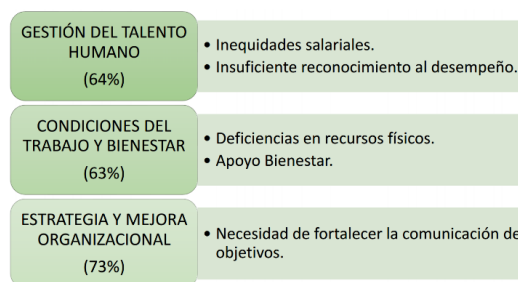 GESTIÓN DEL TALENTO
HUMANO
(64%)
• Inequidades salariales.
• Insuficiente reconocimiento al desempeño.
CONDICIONES DEL
TRABAJO Y BIENESTAR
(63%)
• Deficiencias en recursos físicos.
• Apoyo Bienestar.
ESTRATEGIA Y MEJORA
ORGANIZACIONAL
(73%)
• Necesidad de fortalecer la comunicación de
objetivos.